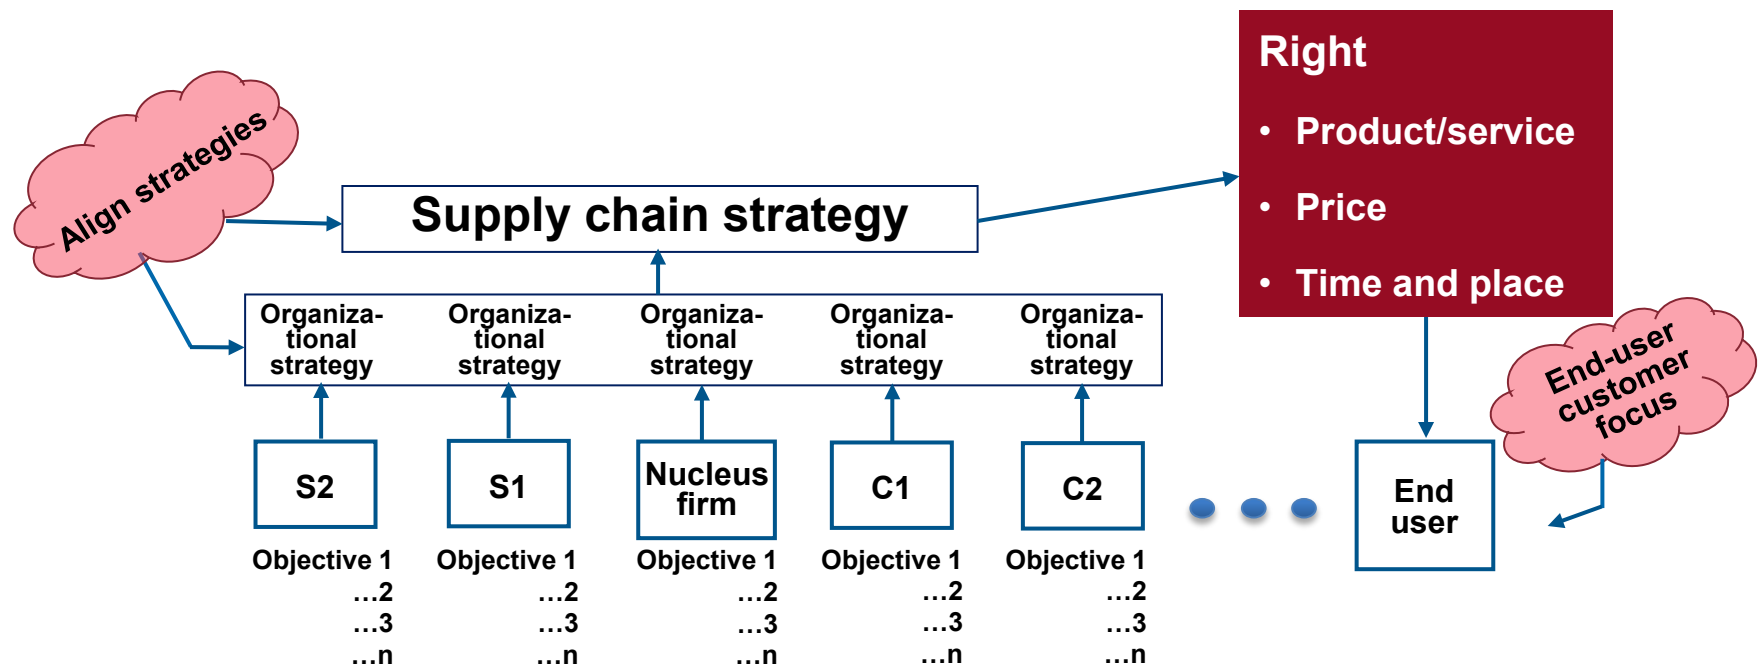 Right
• Product/service
• Price
• Time and place
Align strategies
Supply chain strategy
Organiza-
tional
strategy
Organiza-
tional
strategy
Organiza-
tional
strategy
Organiza-
tional
strategy
Organiza-
tional
strategy
End-user
customer
focus
S2
S1
Nucleus
firm
C1
C2
End
user
Objective 1
...2
...3
...n
Objective 1
...2
...3
...n
Objective 1
...2
...3
...n
Objective 1
...2
...3
...n
Objective 1
...2
...3
...n